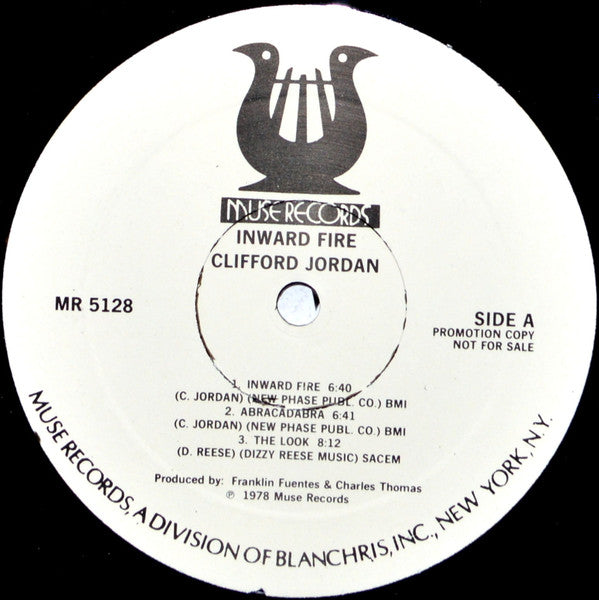 MUSE RECORDS
INWARD FIRE
CLIFFORD JORDAN
MR 5128
SIDE A
PROMOTION COPY
NOT FOR SALE
1. INWARD FIRE 6:40
(C. JORDAN) (NEW PHASE PUBL. CO.) BMI
2. ABRACADABRA 6:41
(C. JORDAN) (NEW PHASE PUBL. CO.) BMI
3. THE LOOK 8:12
(D. REESE) (DIZZY REESE MUSIC) SACEM
Produced by: Franklin Fuentes & Charles Thomas
℗ 1978 Muse Records
MUSE RECORDS, A DIVISION OF BLANCHRIS, INC., NEW YORK, N.Y.